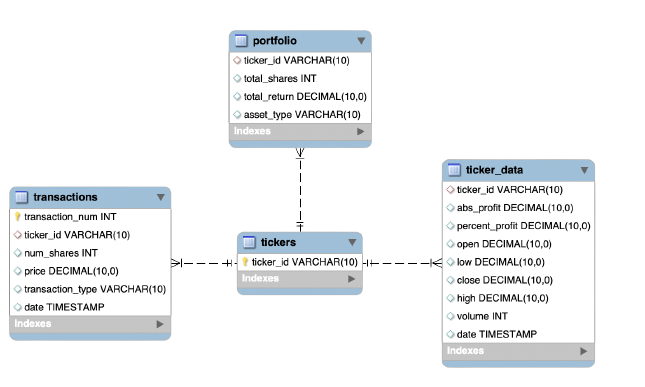 portfolio
ticker_id VARCHAR(10)
total_shares INT
total_return DECIMAL(10,0)
asset_type VARCHAR(10)
Indexes
transactions
transaction_num INT
ticker_id VARCHAR(10)
num_shares INT
price DECIMAL(10,0)
transaction_type VARCHAR(10)
date TIMESTAMP
Indexes
tickers
ticker_id VARCHAR(10)
Indexes
ticker_data
ticker_id VARCHAR(10)
abs_profit DECIMAL(10,0)
percent_profit DECIMAL(10,0)
open DECIMAL(10,0)
low DECIMAL(10,0)
close DECIMAL(10,0)
high DECIMAL(10,0)
volume INT
date TIMESTAMP
Indexes